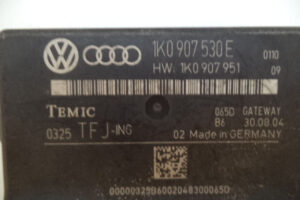 1K0 907 530 E 0110
HW: 1K0 907 951 09
TEMIC 065D GATEWAY
0325 TFJ-ING B6 30.08.04
02 Made in GERMANY
00000325B60020483000650